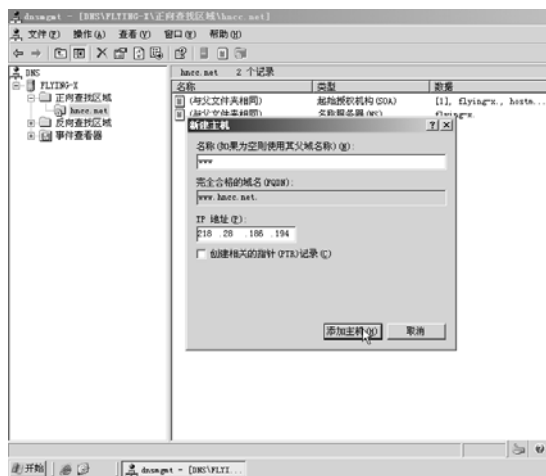 dnsmgmt - [DNS\FLYING-X\正向查找区域\hncc.net]
文件(F) 操作(A) 查看(V) 窗口(W) 帮助(H)
DNS
FLYING-X
正向查找区域
hncc.net
反向查找区域
事件查看器
hncc.net 2 个记录
名称 类型 数据
(与父文件夹相同) 起始授权机构(SOA) [1], flying-x., hostm...
(与父文件夹相同) 名称服务器(NS) flying-x.
新建主机
名称(如果为空则使用其父域名称)(N):
www
完全合格的域名(FQDN):
www.hncc.net.
IP 地址(P):
218 .28 .186 .194
创建相关的指针(PTR)记录(C)
添加主机(H) 取消
开始 dnsmgmt - [DNS\FLYI...